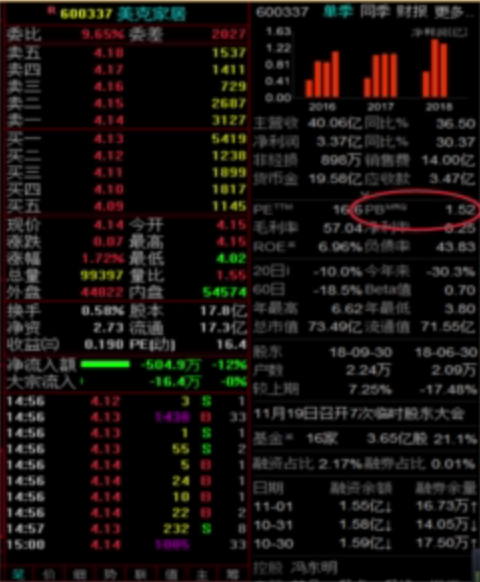 R 600337 美克家居
委比 9.65% 委差 2027
卖五 4.18 1537
卖四 4.17 1411
卖三 4.16 729
卖二 4.15 2687
卖一 4.14 3127
买一 4.13 5419
买二 4.12 1238
买三 4.11 1899
买四 4.10 1817
买五 4.09 1145
现价 4.14 今开 4.15
涨跌 0.07 最高 4.15
涨幅 1.72% 最低 4.02
总量 99397 量比 1.55
外盘 44822 内盘 54574
换手 0.58% 股本 17.8亿
净资 2.73 流通 17.3亿
收益(三) 0.190 PE(动) 16.4
净流入额 -504.9万 -12%
大宗流入 -16.4万 -0%
14:56 4.12 3 S 1
14:56 4.13 1430 B 33
14:56 4.13 1 S 1
14:56 4.13 55 S 2
14:56 4.14 5 B 1
14:56 4.14 24 B 1
14:56 4.14 10 B 1
14:56 4.14 22 B 2
14:57 4.13 232 S 8
15:00 4.14 1005 33
笔 价 细 势 联 值 主 筹
600337 单季 同季 财报 更多..
净利润(亿)
1.63
1.22
0.81
0.41
0.00
2016 2017 2018
主营收 40.06亿 同比% 36.50
净利润 3.37亿 同比% 30.37
非经损 898万 销售费 14.00亿
货币金 19.58亿 应收款 3.47亿
PE TTM 16.6 PB MRQ 1.52
毛利率 57.04 净利率 8.25
ROE 6.96% 负债率 43.83
20日 -10.0% 今年来 -30.3%
60日 -18.5% Beta值 0.70
年最高 6.62 年最低 3.80
总市值 73.49亿 流通值 71.55亿
股东 18-09-30 18-06-30
户数 2.24万 2.09万
较上期 7.25% -17.48%
11月19日召开7次临时股东大会
基金 16家 3.65亿股 21.1%
融资占比 2.17% 融券占比 0.01%
日期 融资余额 融券余量
11-01 1.55亿↓ 16.73万↑
10-31 1.58亿↓ 14.05万↓
10-30 1.59亿↓ 17.50万↑
控股 冯东明